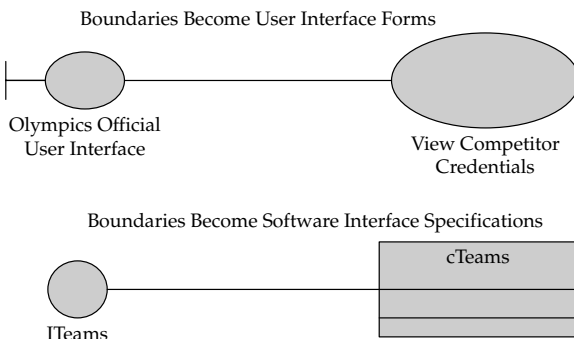 Boundaries Become User Interface Forms
Olympics Official
User Interface
View Competitor
Credentials
Boundaries Become Software Interface Specifications
cTeams
ITeams